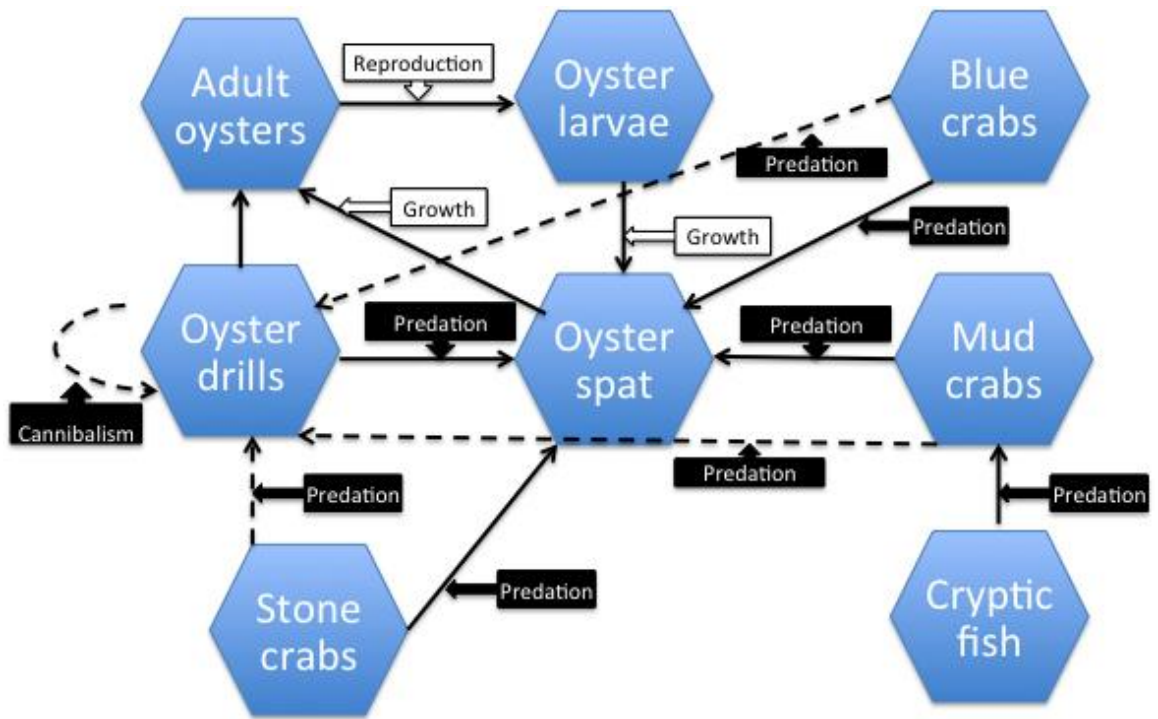 Adult
oysters
Reproduction
Oyster
larvae
Blue
crabs
Predation
Growth
Growth
Predation
Oyster
drills
Predation
Oyster
spat
Predation
Mud
crabs
Cannibalism
Predation
Predation
Predation
Stone
crabs
Predation
Cryptic
fish